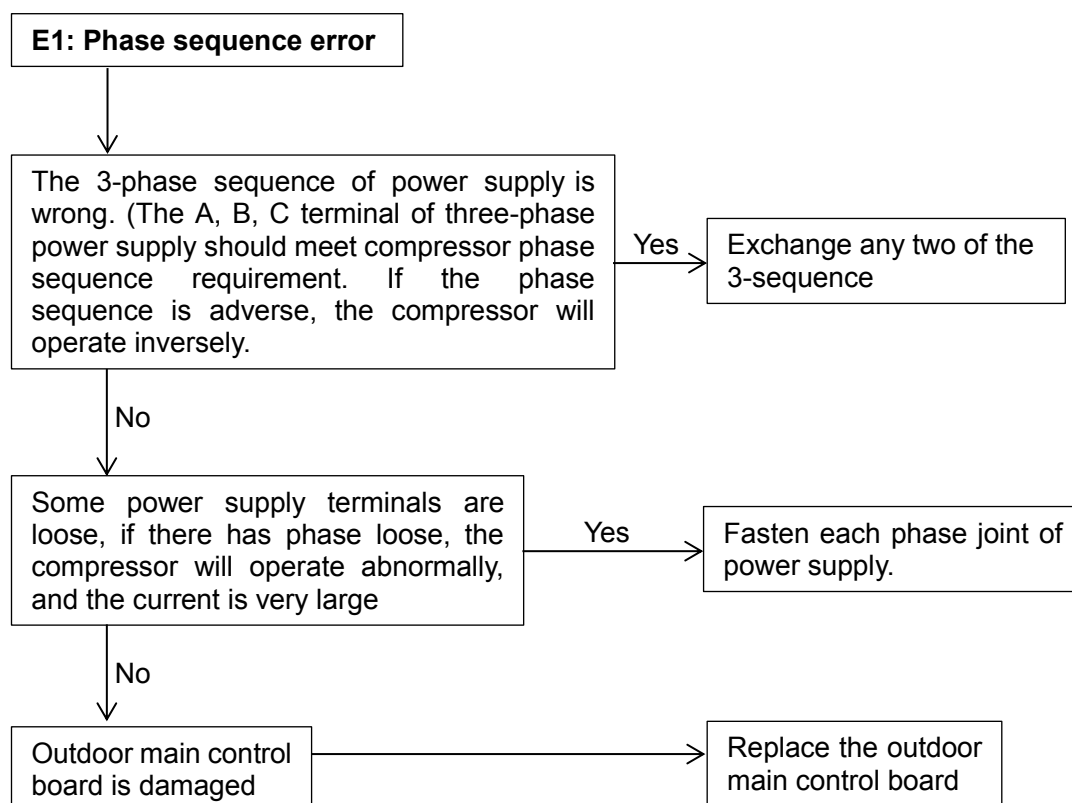 E1: Phase sequence error
The 3-phase sequence of power supply is
wrong. (The A, B, C terminal of three-phase
power supply should meet compressor phase
sequence requirement. If the phase
sequence is adverse, the compressor will
operate inversely.
Yes
Exchange any two of the
3-sequence
No
Some power supply terminals are
loose, if there has phase loose, the
compressor will operate abnormally,
and the current is very large
Yes
Fasten each phase joint of
power supply.
No
Outdoor main control
board is damaged
Replace the outdoor
main control board